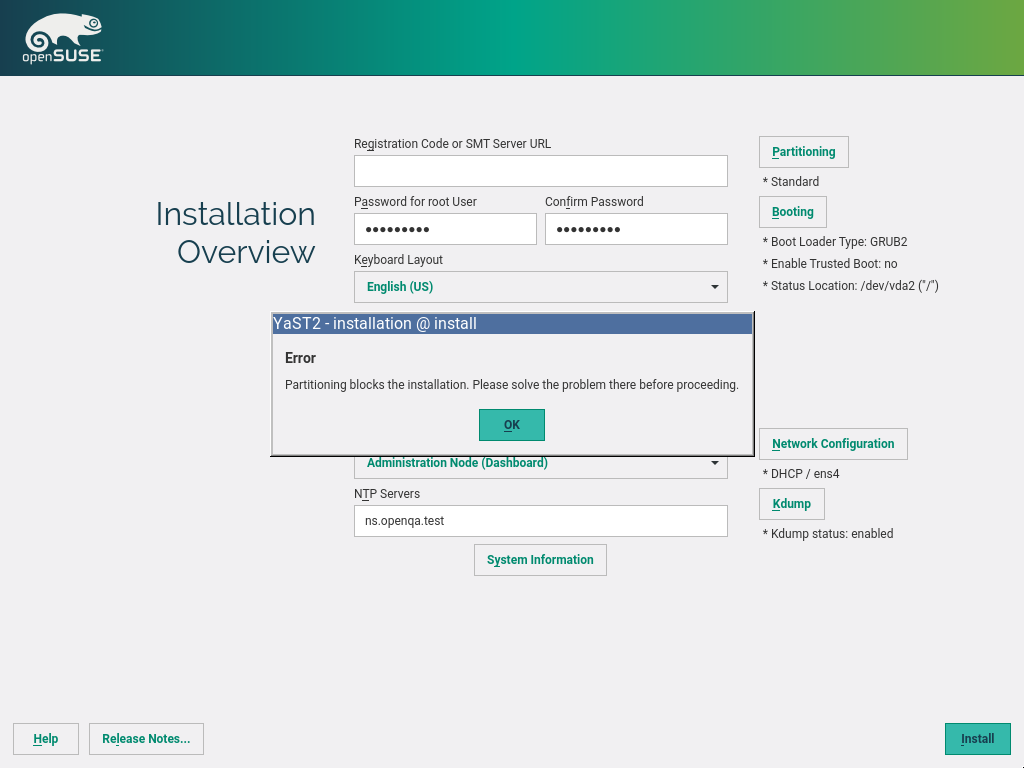 openSUSE
Installation
Overview
Registration Code or SMT Server URL
Password for root User
Confirm Password
●●●●●●●●●
●●●●●●●●●
Keyboard Layout
English (US)
YaST2 - installation @ install
Error
Partitioning blocks the installation. Please solve the problem there before proceeding.
OK
Administration Node (Dashboard)
NTP Servers
ns.openqa.test
System Information
Partitioning
* Standard
Booting
* Boot Loader Type: GRUB2
* Enable Trusted Boot: no
* Status Location: /dev/vda2 ("/")
Network Configuration
* DHCP / ens4
Kdump
* Kdump status: enabled
Help
Release Notes...
Install